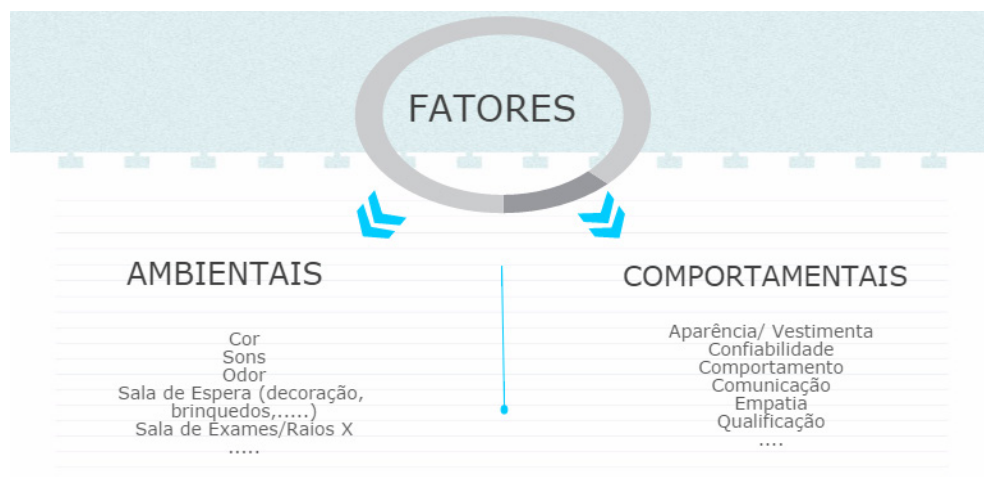 FATORES
AMBIENTAIS
Cor
Sons
Odor
Sala de Espera (decoração,
brinquedos,.....)
Sala de Exames/Raios X
.....
COMPORTAMENTAIS
Aparência/ Vestimenta
Confiabilidade
Comportamento
Comunicação
Empatia
Qualificação
....